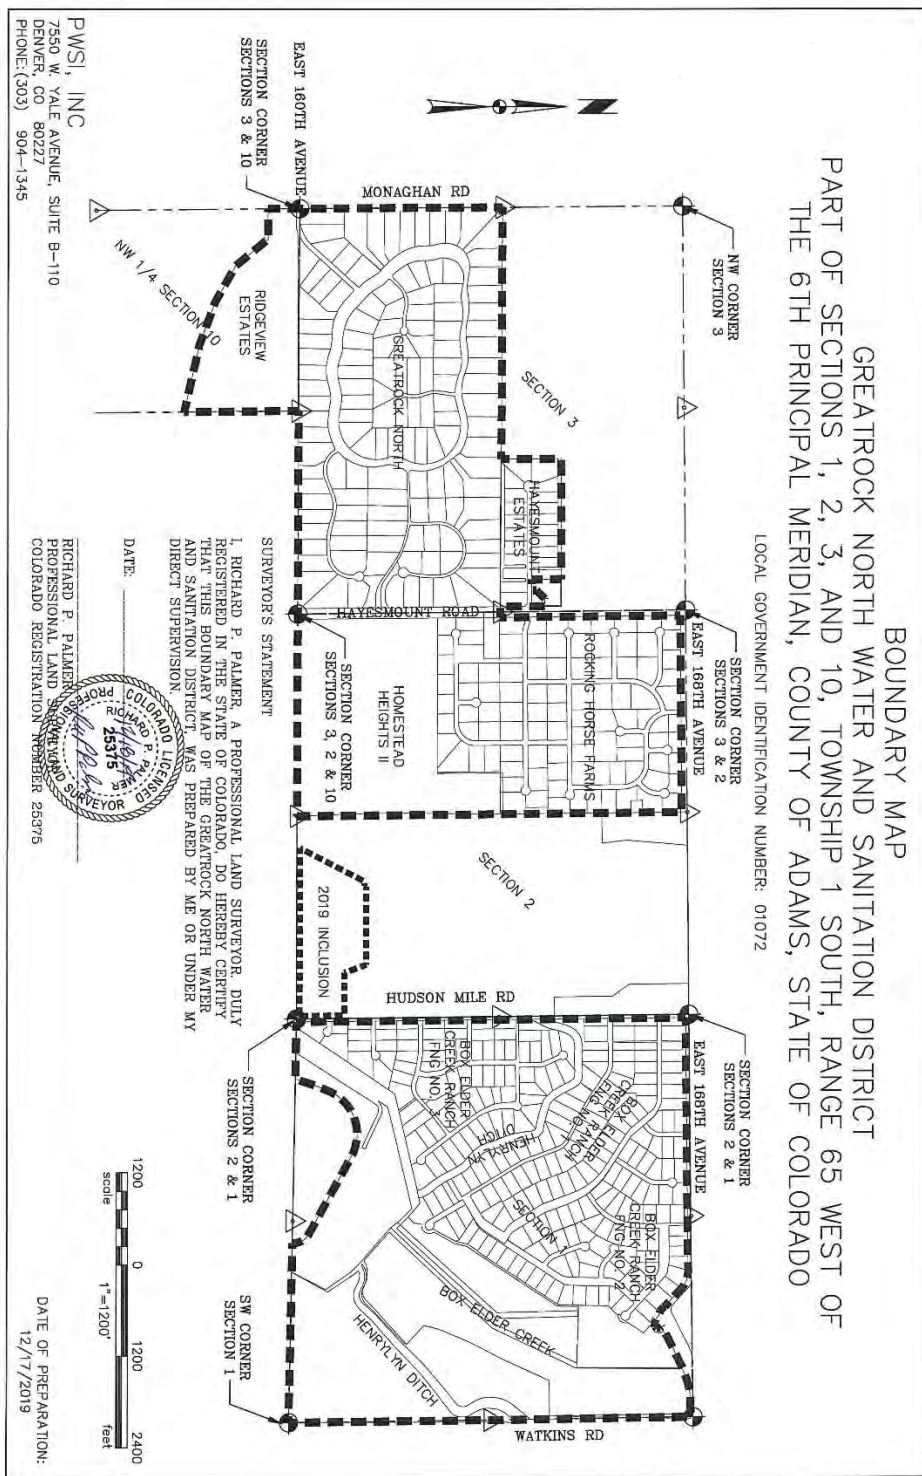 BOUNDARY MAP
GREATROCK NORTH WATER AND SANITATION DISTRICT
PART OF SECTIONS 1, 2, 3, AND 10, TOWNSHIP 1 SOUTH, RANGE 65 WEST OF
THE 6TH PRINCIPAL MERIDIAN, COUNTY OF ADAMS, STATE OF COLORADO
LOCAL GOVERNMENT IDENTIFICATION NUMBER: 01072
NW CORNER
SECTION 3
SECTION CORNER
SECTIONS 3 & 2
EAST 168TH AVENUE
SECTION CORNER
SECTIONS 2 & 1
EAST 168TH AVENUE
MONAGHAN RD
SECTION 3
HAYESMOUNT
ESTATES
GREATROCK NORTH
HAYESMOUNT ROAD
ROCKING HORSE FARMS
HOMESTEAD
HEIGHTS II
SECTION 2
2019 INCLUSION
HUDSON MILE RD
BOX ELDER
CREEK RANCH
BOX ELDER
CREEK RANCH
FNG NO. 2
BOX ELDER
CREEK RANCH
FNG NO. 3
HENRYLYN
DITCH
SECTION 1
BOX ELDER CREEK
HENRYLYN DITCH
WATKINS RD
EAST 160TH AVENUE
SECTION CORNER
SECTIONS 3 & 10
RIDGEVIEW
ESTATES
NW 1/4 SECTION 10
SECTION CORNER
SECTIONS 3, 2 & 10
SECTION CORNER
SECTIONS 2 & 1
SW CORNER
SECTION 1
SURVEYOR'S STATEMENT
I, RICHARD P. PALMER, A PROFESSIONAL LAND SURVEYOR DULY
REGISTERED IN THE STATE OF COLORADO, DO HEREBY CERTIFY
THAT THIS BOUNDARY MAP OF THE GREATROCK NORTH WATER
AND SANITATION DISTRICT, WAS PREPARED BY ME OR UNDER MY
DIRECT SUPERVISION.
DATE:
RICHARD P. PALMER
PROFESSIONAL LAND SURVEYOR
COLORADO REGISTRATION NUMBER 25375
COLORADO LICENSED
RICHARD P. PALMER
25375
PROFESSIONAL LAND SURVEYOR
PWSI, INC
7550 W. YALE AVENUE, SUITE B-110
DENVER, CO 80227
PHONE:(303) 904-1345
1200 0 1200 2400
scale 1"=1200' feet
DATE OF PREPARATION:
12/17/2019